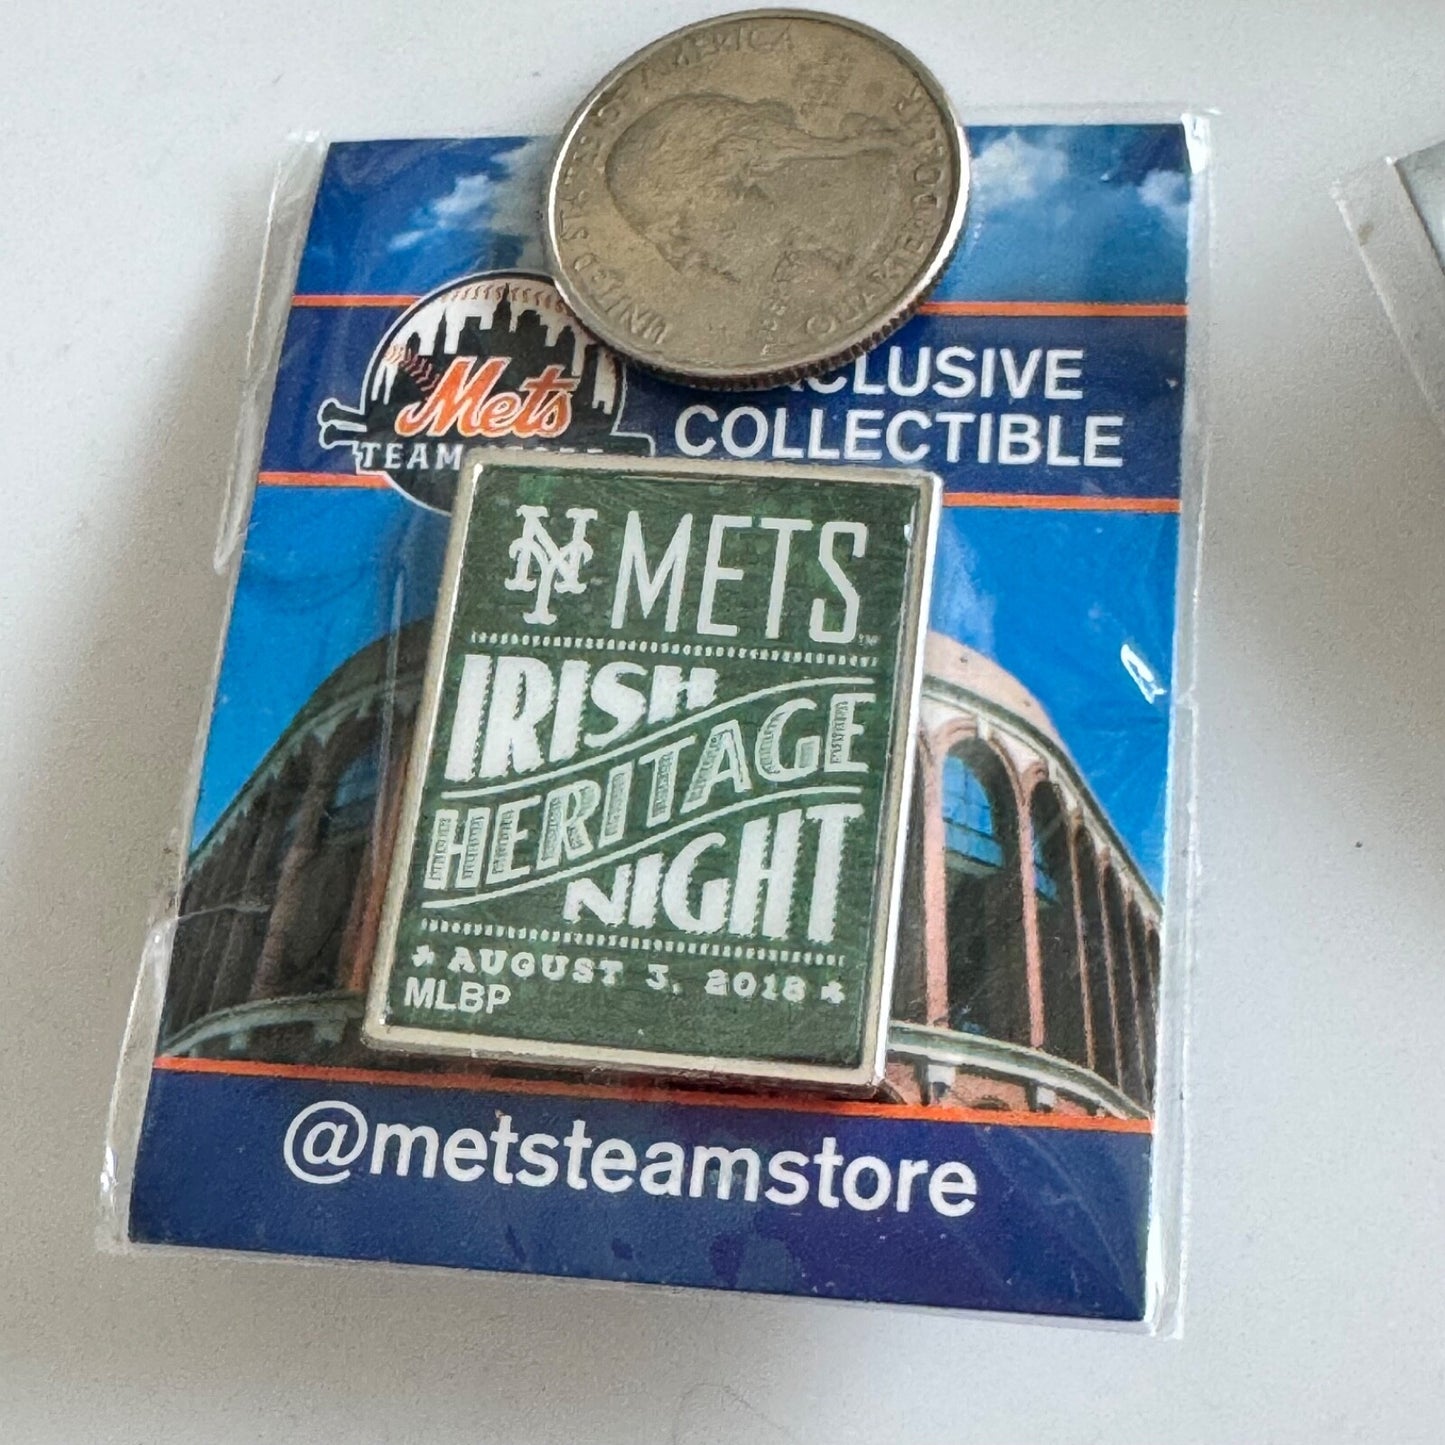 UNITED STATES OF AMERICA
QUARTER DOLLAR
Mets
TEAM
CLUSIVE
COLLECTIBLE
NY METS
IRISH
HERITAGE
NIGHT
AUGUST 3, 2018
MLBP
@metsteamstore